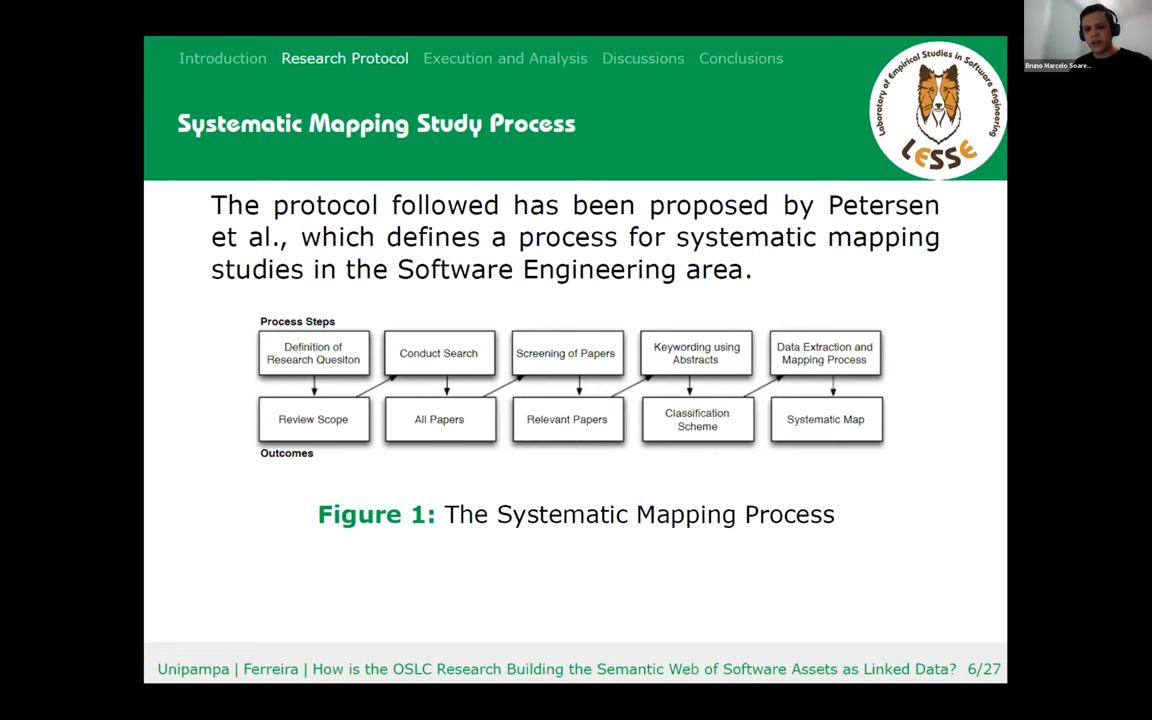 Bruno Marcelo Soare...
Introduction Research Protocol Execution and Analysis Discussions Conclusions
Systematic Mapping Study Process
Laboratory of Empirical Studies in Software Engineering
LESSE
The protocol followed has been proposed by Petersen
et al., which defines a process for systematic mapping
studies in the Software Engineering area.
Process Steps
Definition of
Research Quesiton
Conduct Search
Screening of Papers
Keywording using
Abstracts
Data Extraction and
Mapping Process
Review Scope
All Papers
Relevant Papers
Classification
Scheme
Systematic Map
Outcomes
Figure 1: The Systematic Mapping Process
Unipampa | Ferreira | How is the OSLC Research Building the Semantic Web of Software Assets as Linked Data? 6/27